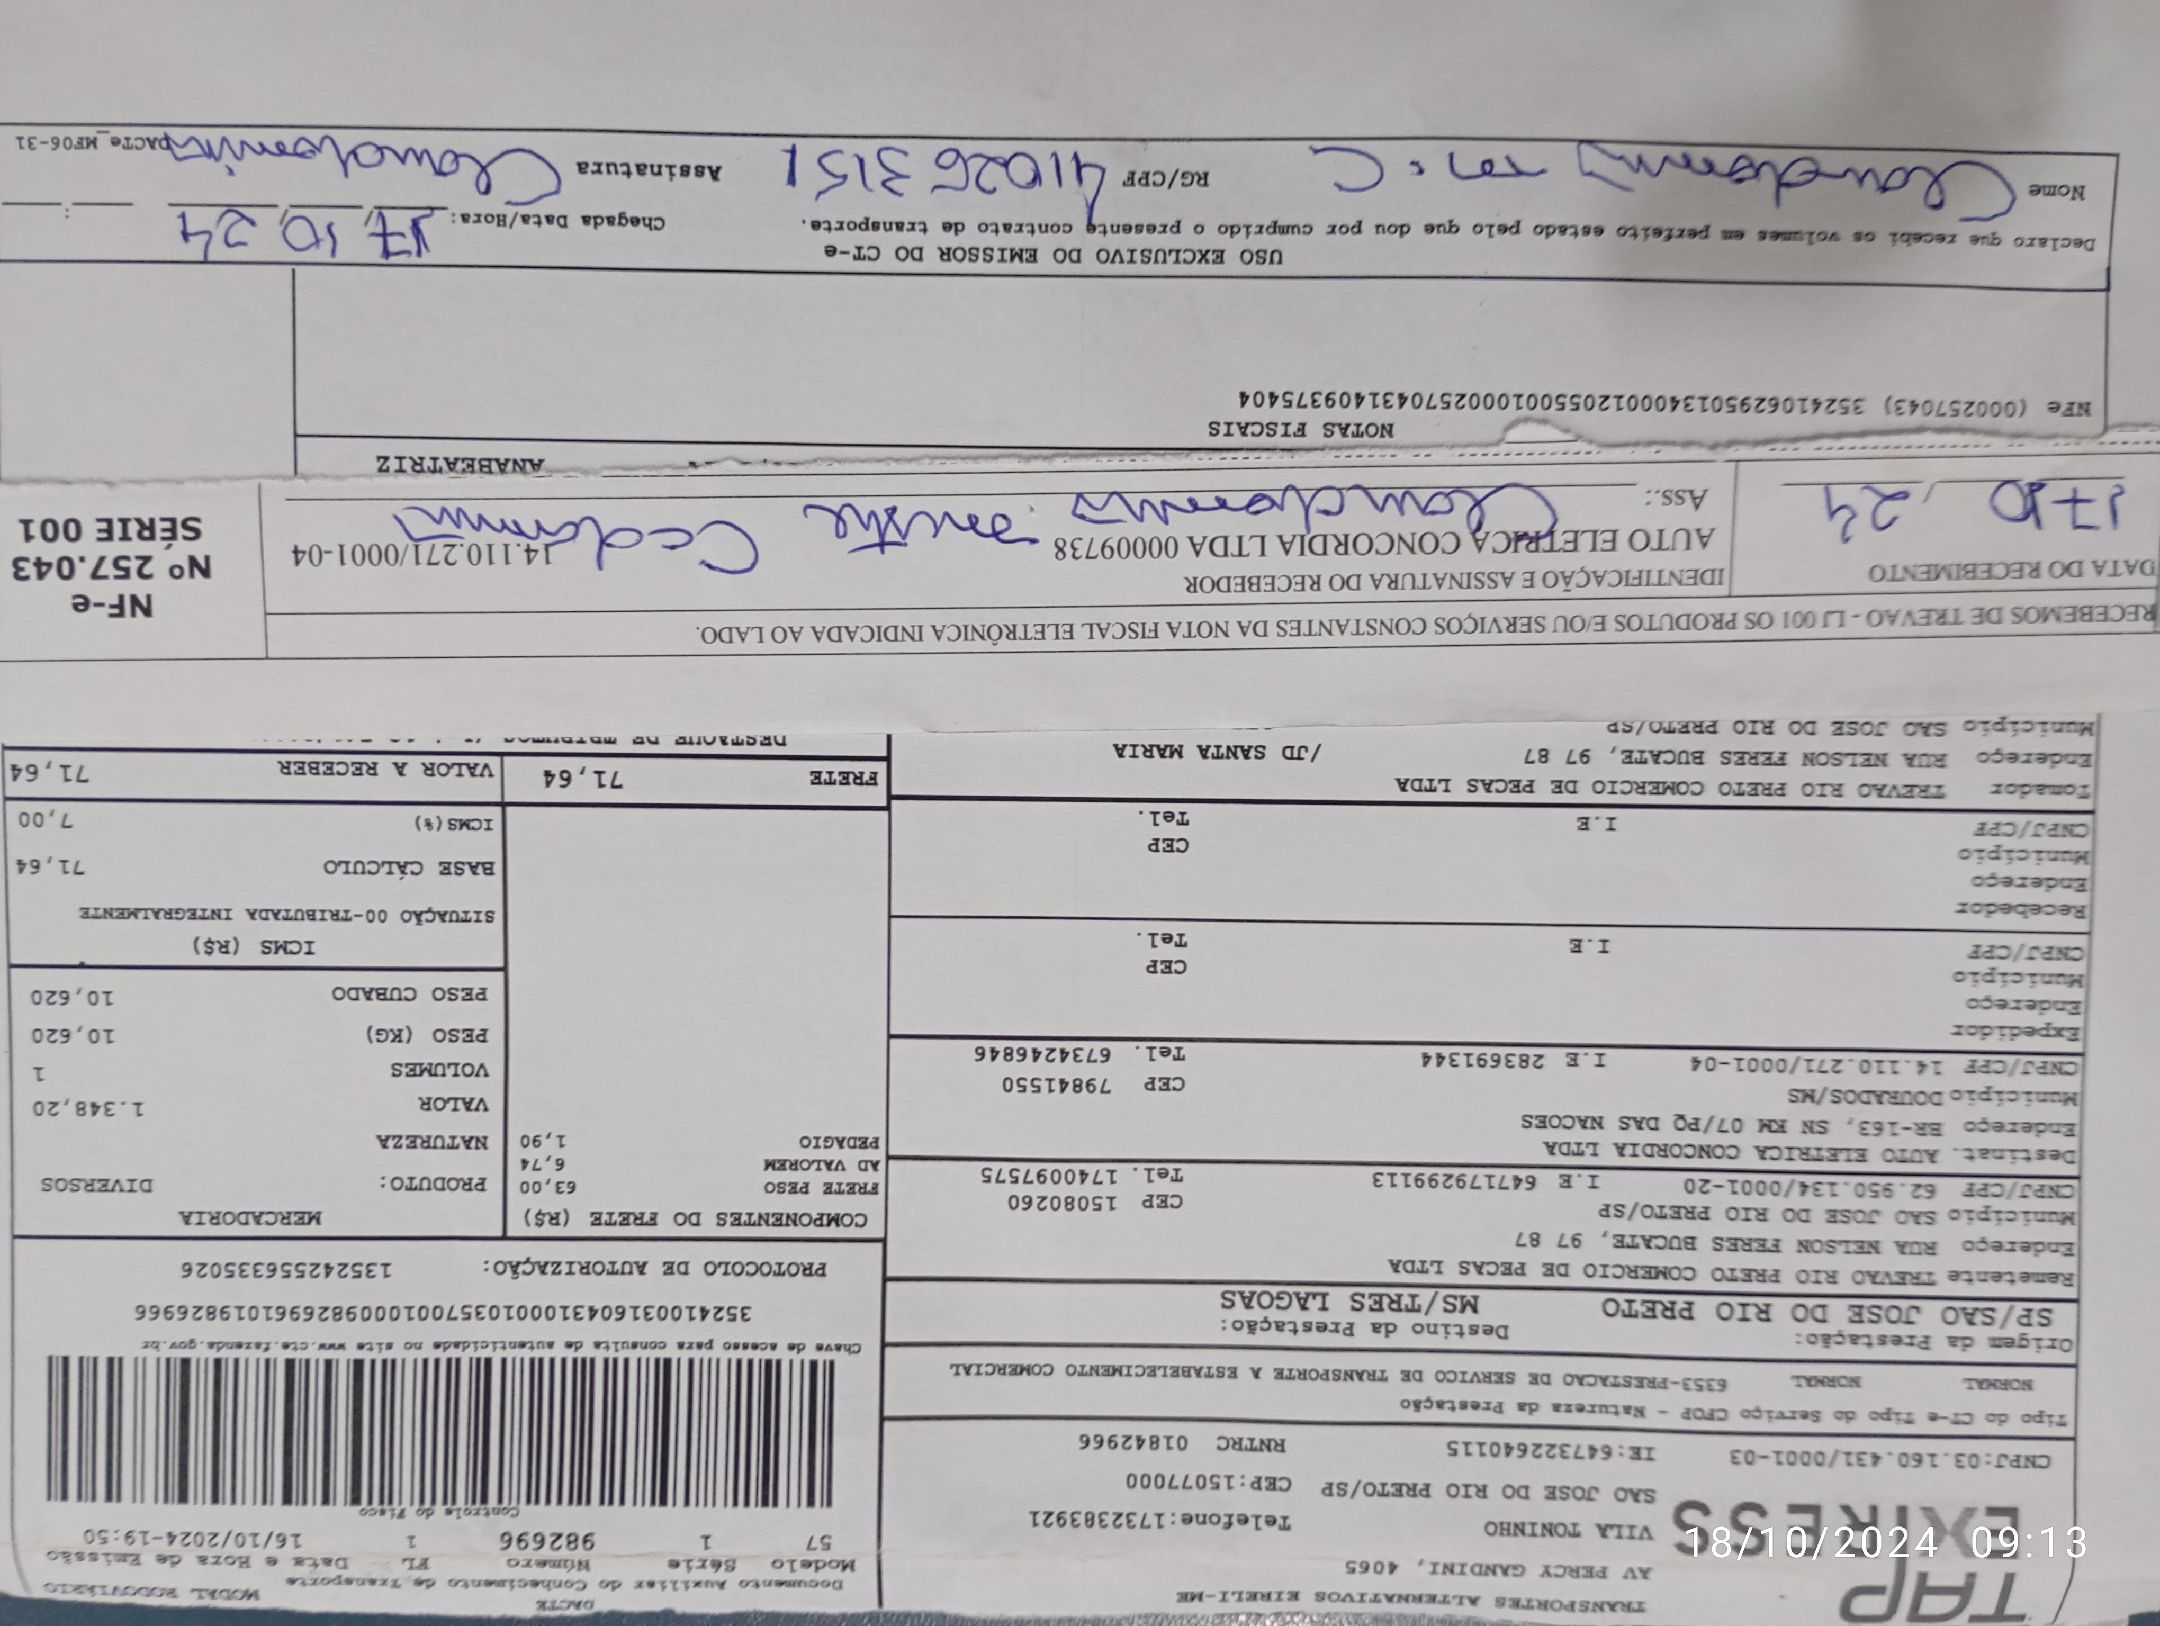 TAP
EXPRESS
TRANSPORTES ALTERNATIVOS EIRELI-ME
AV PERCY GANDINI, 4065
VILA TONINHO Telefone:1732383921
SAO JOSE DO RIO PRETO/SP CEP:15077000
CNPJ:03.160.431/0001-03 IE:647322640115 RNTRC 01842966
Tipo do CT-e Tipo do Serviço CFOP - Natureza da Prestação
NORMAL NORMAL 6353-PRESTACAO DE SERVICO DE TRANSPORTE A ESTABELECIMENTO COMERCIAL
Origem da Prestação: Destino da Prestação:
SP/SAO JOSE DO RIO PRETO MS/TRES LAGOAS
Remetente TREVAO RIO PRETO COMERCIO DE PECAS LTDA
Endereço RUA NELSON FERES BUCATE, 97 87
Município SAO JOSE DO RIO PRETO/SP CEP 15080260
CNPJ/CPF 62.950.134/0001-20 I.E 647179299113 Tel. 1740097575
Destinat. AUTO ELETRICA CONCORDIA LTDA
Endereço BR-163, SN KM 07/PQ DAS NACOES
Município DOURADOS/MS CEP 79841550
CNPJ/CPF 14.110.271/0001-04 I.E 283691344 Tel. 6734246846
Expedidor
Endereço
Município CEP
CNPJ/CPF I.E Tel.
Recebedor
Endereço
Município CEP
CNPJ/CPF I.E Tel.
Tomador TREVAO RIO PRETO COMERCIO DE PECAS LTDA
Endereço RUA NELSON FERES BUCATE, 97 87 /JD SANTA MARIA
Município SAO JOSE DO RIO PRETO/SP
DACTE MODAL RODOVIÁRIO
Documento Auxiliar do Conhecimento de Transporte
Modelo Série Número FL Data e Hora de Emissão
57 1 982696 1 16/10/2024-19:50
Controle do Fisco
Chave de acesso para consulta de autenticidade no site www.cte.fazenda.gov.br
35241003160431000103570010009826961019826966
PROTOCOLO DE AUTORIZAÇÃO: 135242556335026
COMPONENTES DO FRETE (R$)
FRETE PESO 63,00
AD VALOREM 6,74
PEDAGIO 1,90
MERCADORIA
PRODUTO: DIVERSOS
NATUREZA
VALOR 1.348,20
VOLUMES 1
PESO (KG) 10,620
PESO CUBADO 10,620
ICMS (R$)
SITUAÇÃO 00-TRIBUTADA INTEGRALMENTE
BASE CÁLCULO 71,64
ICMS(%) 7,00
FRETE 71,64 VALOR A RECEBER 71,64
RECEBEMOS DE TREVAO - LJ 001 OS PRODUTOS E/OU SERVIÇOS CONSTANTES DA NOTA FISCAL ELETRÔNICA INDICADA AO LADO.
DATA DO RECEBIMENTO IDENTIFICAÇÃO E ASSINATURA DO RECEBEDOR
AUTO ELETRICA CONCORDIA LTDA 00009738 14.110.271/0001-04
17 10 / 24 Ass.:
NF-e
Nº 257.043
SÉRIE 001
ANABEATRIZ
NOTAS FISCAIS
NFe (000257043) 35241062950134000120550010002570431409375404
USO EXCLUSIVO DO EMISSOR DO CT-e
Declaro que recebi os volumes em perfeito estado pelo que dou por cumprido o presente contrato de transporte. Chegada Data/Hora: 17, 10, 24 :
Nome RG/CPF 410263151 Assinatura
DACTe_MF06-31
18/10/2024 09:13